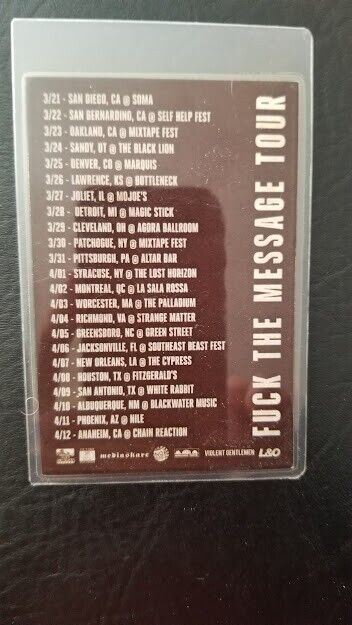 3/21 - SAN DIEGO, CA @ SOMA
3/22 - SAN BERNARDINO, CA @ SELF HELP FEST
3/23 - OAKLAND, CA @ MIXTAPE FEST
3/24 - SANDY, UT @ THE BLACK LION
3/25 - DENVER, CO @ MARQUIS
3/26 - LAWRENCE, KS @ BOTTLENECK
3/27 - JOLIET, IL @ MOJOE'S
3/28 - DETROIT, MI @ MAGIC STICK
3/29 - CLEVELAND, OH @ AGORA BALLROOM
3/30 - PATCHOGUE, NY @ MIXTAPE FEST
3/31 - PITTSBURGH, PA @ ALTAR BAR
4/01 - SYRACUSE, NY @ THE LOST HORIZON
4/02 - MONTREAL, QC @ LA SALA ROSSA
4/03 - WORCESTER, MA @ THE PALLADIUM
4/04 - RICHMOND, VA @ STRANGE MATTER
4/05 - GREENSBORO, NC @ GREEN STREET
4/06 - JACKSONVILLE, FL @ SOUTHEAST BEAST FEST
4/07 - NEW ORLEANS, LA @ THE CYPRESS
4/08 - HOUSTON, TX @ FITZGERALD'S
4/09 - SAN ANTONIO, TX @ WHITE RABBIT
4/10 - ALBUQUERQUE, NM @ BLACKWATER MUSIC
4/11 - PHOENIX, AZ @ NILE
4/12 - ANAHEIM, CA @ CHAIN REACTION
FUCK THE MESSAGE TOUR
mediaskare VIOLENT GENTLEMEN L&O